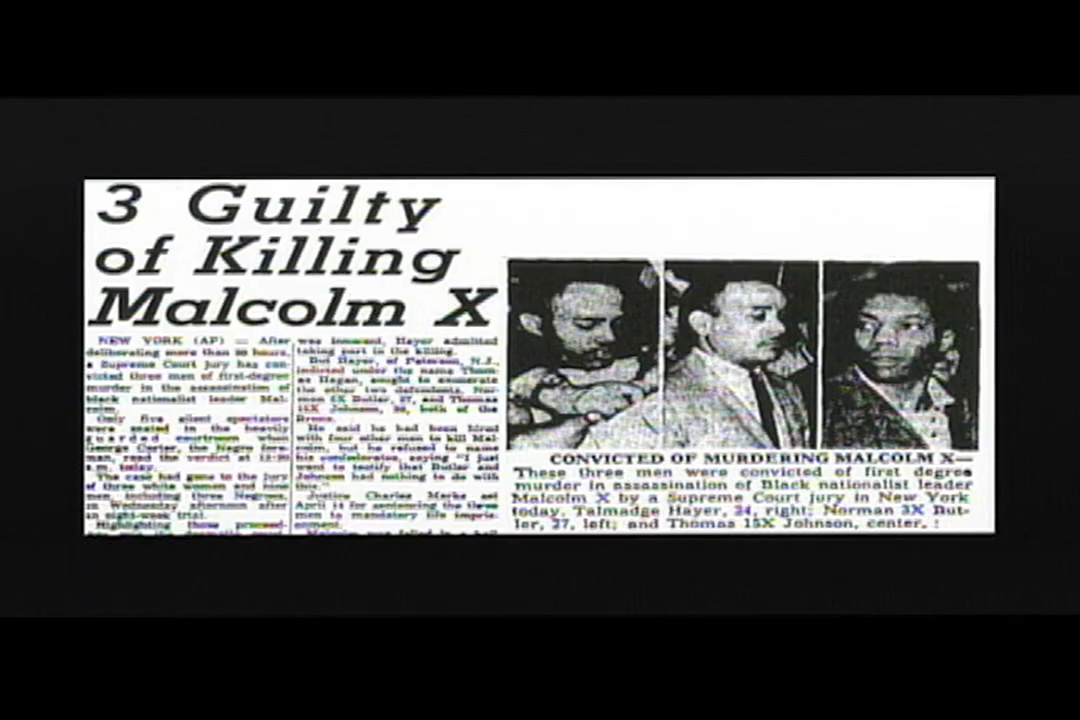 3 Guilty
of Killing
Malcolm X
NEW YORK (AP) — After
deliberating more than 20 hours,
a Supreme Court jury has con-
victed three men of first-degree
murder in the assassination of
black nationalist leader Mal-
colm.
Only five silent spectators
were seated in the heavily
guarded courtroom when
George Carter, the Negro fore-
man, read the verdict at
a.m. today.
The case had gone to the jury
of three white women and nine
men, including three Negroes,
on Wednesday afternoon after
an eight-week trial.
Highlighting those proceed-
was innocent, Hayer admitted
taking part in the killing.
But Hayer, of Paterson, N.J.,
indicted under the name Thom-
as Hagan, sought to exonerate
the other two defendants, Nor-
man 3X Butler, 27, and Thomas
15X Johnson, 30, both of the
Bronx.
He said he had been hired
with four other men to kill Mal-
colm, but he refused to name
his confederates, saying "I just
want to testify that Butler and
Johnson had nothing to do with
this."
Justice Charles Marks set
April 14 for sentencing the three
men to mandatory life impris-
onment.
CONVICTED OF MURDERING MALCOLM X—
These three men were convicted of first degree
murder in assassination of Black nationalist leader
Malcolm X by a Supreme Court jury in New York
today. Talmadge Hayer, 24, right; Norman 3X But-
ler, 27, left; and Thomas 15X Johnson, center.